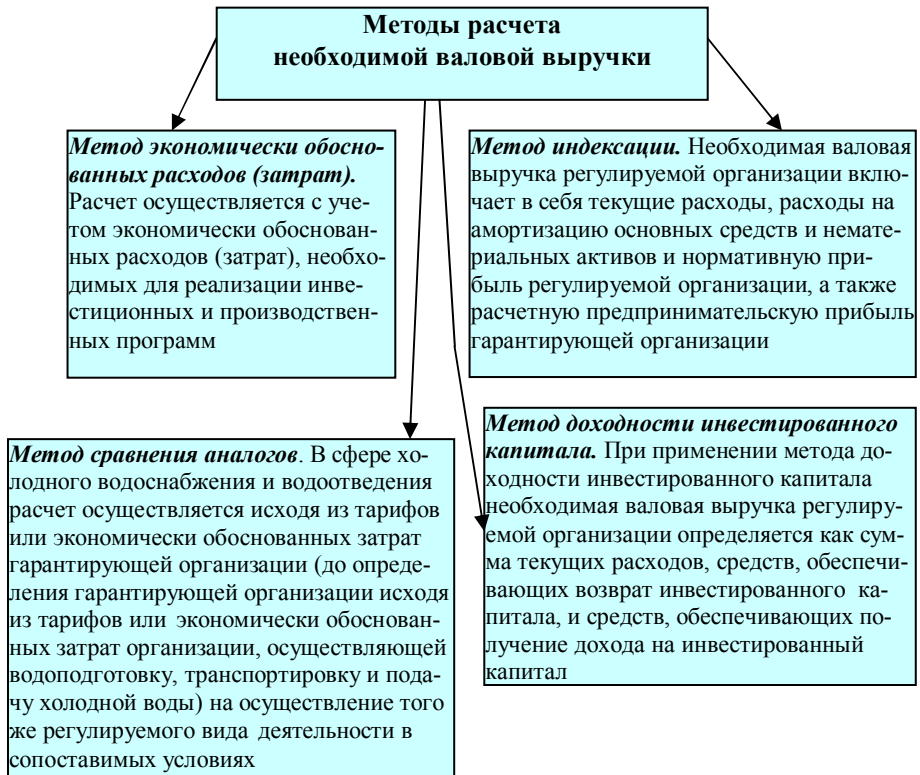 Методы расчета
необходимой валовой выручки
Метод экономически обосно-
ванных расходов (затрат).
Расчет осуществляется с уче-
том экономически обоснован-
ных расходов (затрат), необхо-
димых для реализации инве-
стиционных и производствен-
ных программ
Метод индексации. Необходимая валовая
выручка регулируемой организации вклю-
чает в себя текущие расходы, расходы на
амортизацию основных средств и немате-
риальных активов и нормативную при-
быль регулируемой организации, а также
расчетную предпринимательскую прибыль
гарантирующей организации
Метод сравнения аналогов. В сфере хо-
лодного водоснабжения и водоотведения
расчет осуществляется исходя из тарифов
или экономически обоснованных затрат
гарантирующей организации (до опреде-
ления гарантирующей организации исходя
из тарифов или экономически обоснован-
ных затрат организации, осуществляющей
водоподготовку, транспортировку и пода-
чу холодной воды) на осуществление того
же регулируемого вида деятельности в
сопоставимых условиях
Метод доходности инвестированного
капитала. При применении метода до-
ходности инвестированного капитала
необходимая валовая выручка регулиру-
емой организации определяется как сум-
ма текущих расходов, средств, обеспечи-
вающих возврат инвестированного ка-
питала, и средств, обеспечивающих по-
лучение дохода на инвестированный
капитал